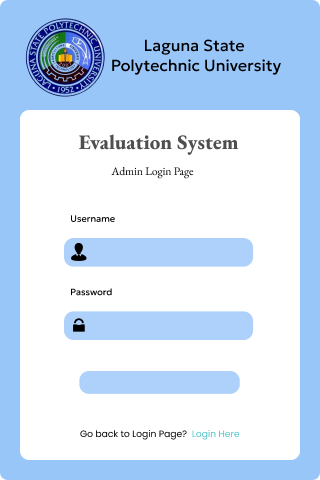 LAGUNA STATE POLYTECHNIC UNIVERSITY
• 1952 •
Laguna State
Polytechnic University
Evaluation System
Admin Login Page
Username
Password
Go back to Login Page? Login Here